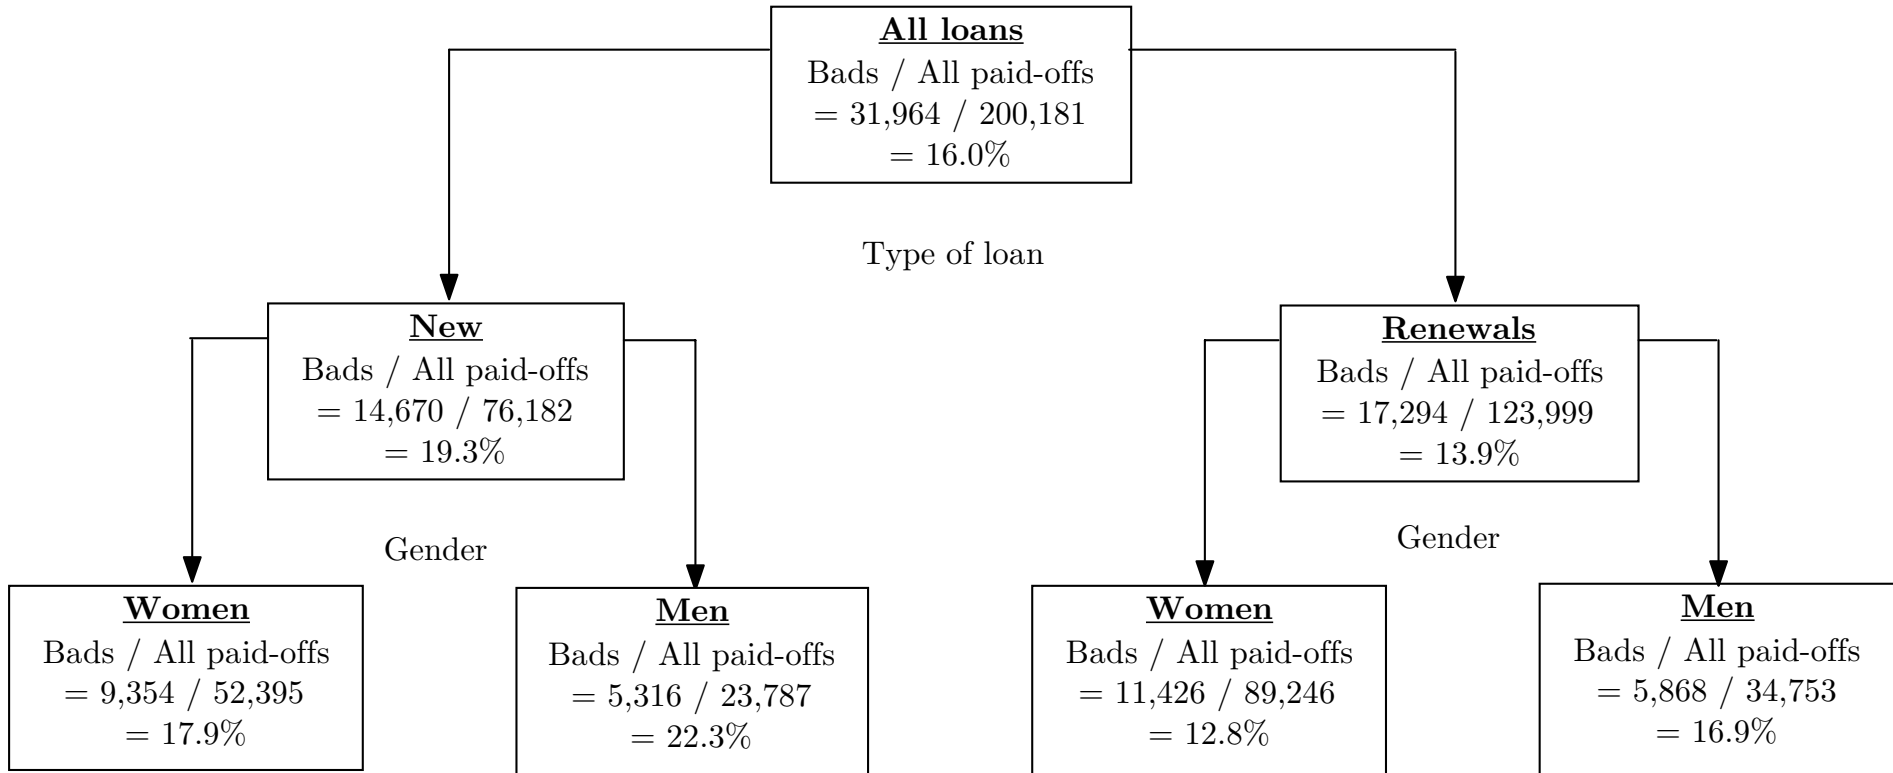 All loans
Bads / All paid-offs
= 31,964 / 200,181
= 16.0%
Type of loan
New
Bads / All paid-offs
= 14,670 / 76,182
= 19.3%
Renewals
Bads / All paid-offs
= 17,294 / 123,999
= 13.9%
Gender
Gender
Women
Bads / All paid-offs
= 9,354 / 52,395
= 17.9%
Men
Bads / All paid-offs
= 5,316 / 23,787
= 22.3%
Women
Bads / All paid-offs
= 11,426 / 89,246
= 12.8%
Men
Bads / All paid-offs
= 5,868 / 34,753
= 16.9%